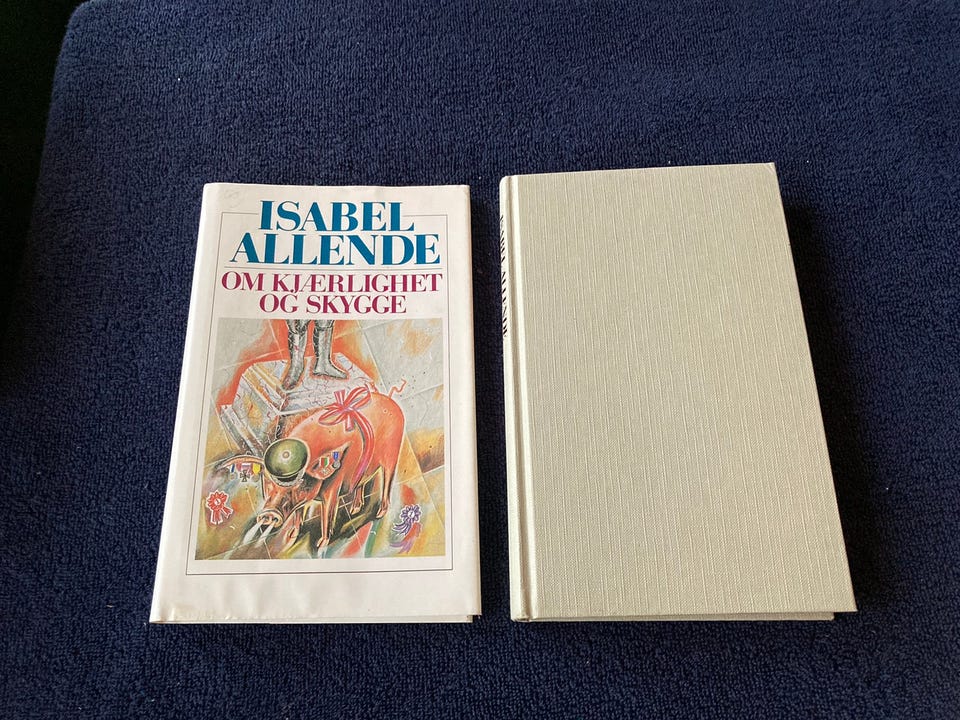 ISABEL
ALLENDE
OM KJÆRLIGHET
OG SKYGGE